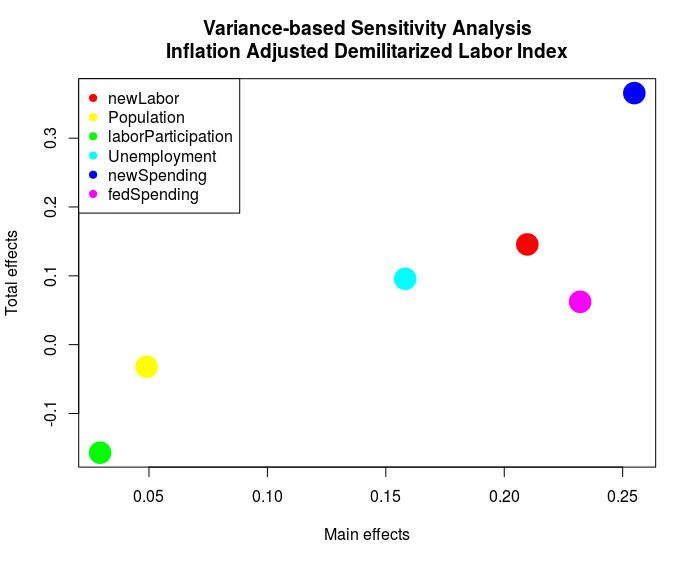 Variance-based Sensitivity Analysis
Inflation Adjusted Demilitarized Labor Index
newLabor
Population
laborParticipation
Unemployment
newSpending
fedSpending
Total effects
0.3
0.2
0.1
0.0
-0.1
0.05 0.10 0.15 0.20 0.25
Main effects